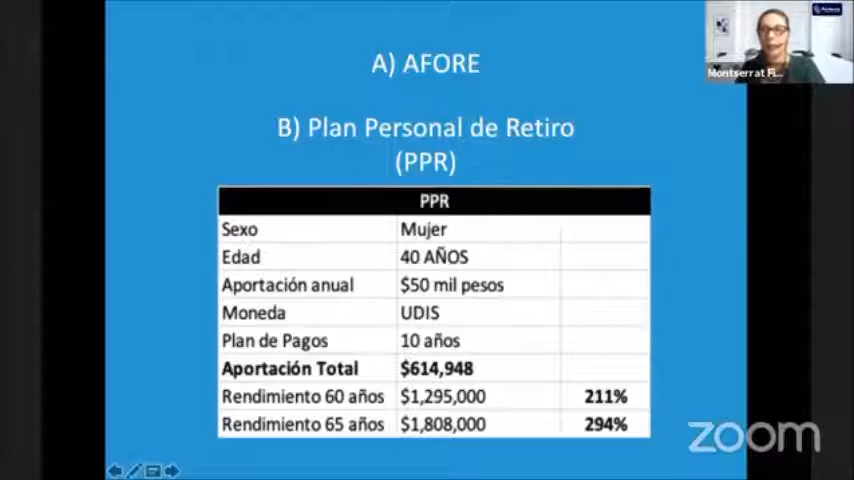 A) AFORE
B) Plan Personal de Retiro
(PPR)
PPR
Sexo Mujer
Edad 40 AÑOS
Aportación anual $50 mil pesos
Moneda UDIS
Plan de Pagos 10 años
Aportación Total $614,948
Rendimiento 60 años $1,295,000 211%
Rendimiento 65 años $1,808,000 294%
Montserrat Fi...
zoom